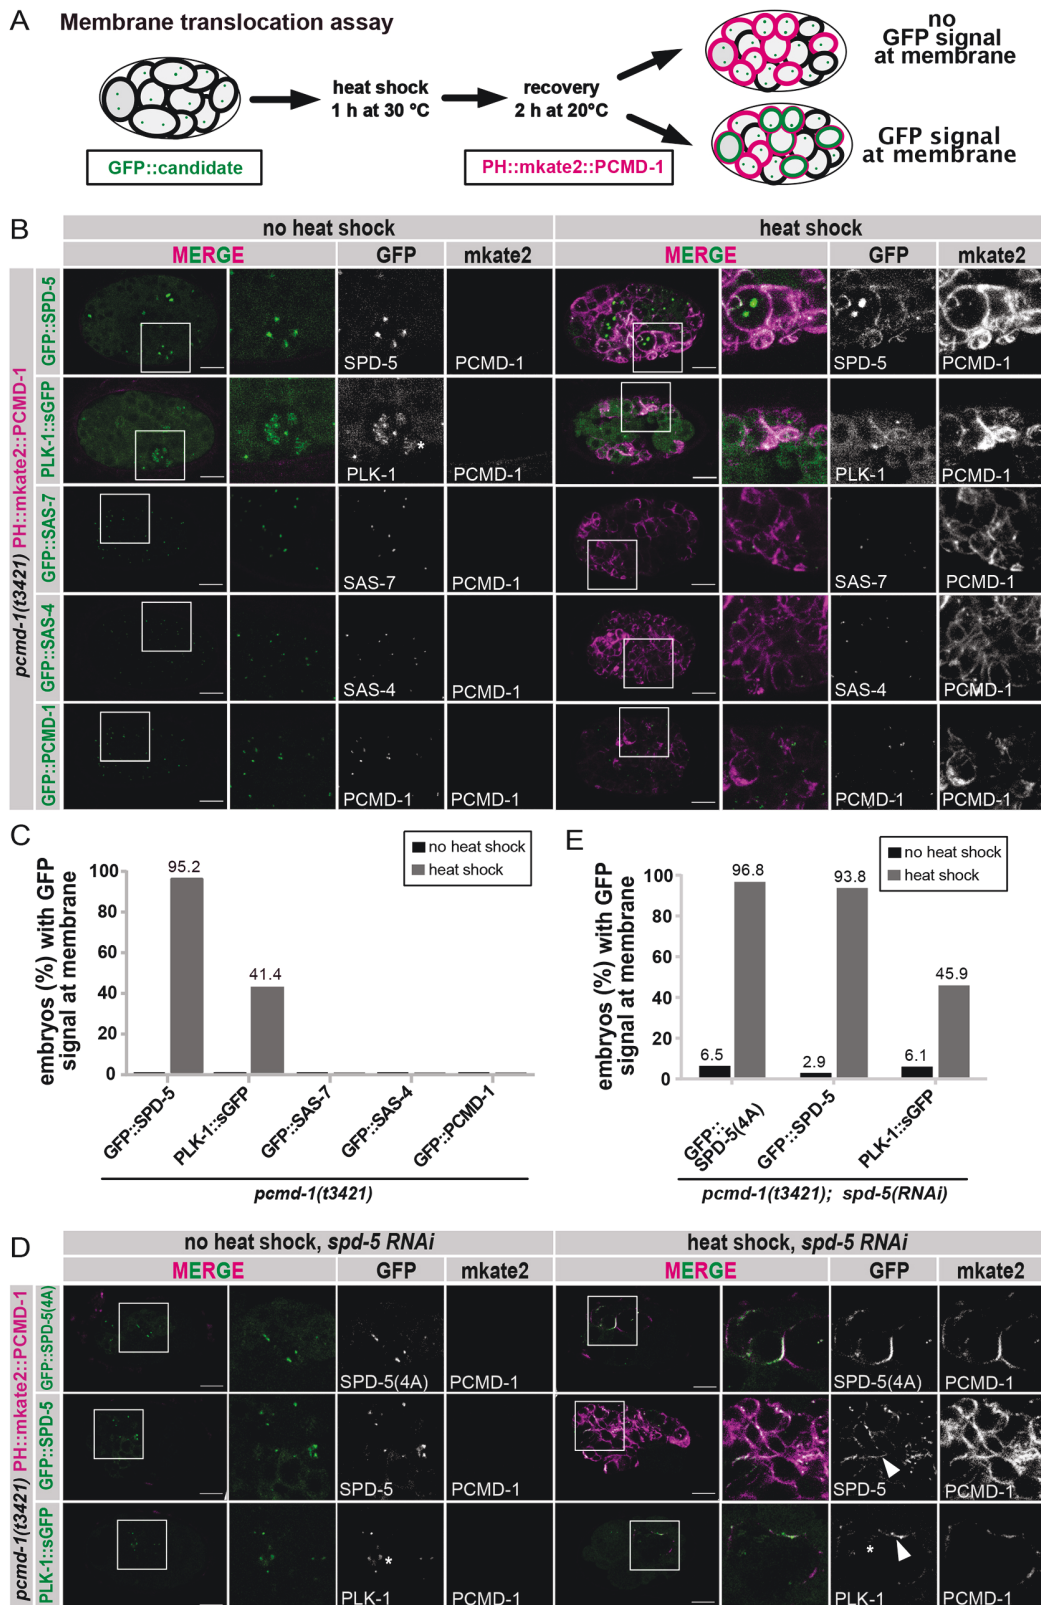 A Membrane translocation assay
GFP::candidate
heat shock
1 h at 30 ºC
recovery
2 h at 20ºC
PH::mkate2::PCMD-1
no
GFP signal
at membrane
GFP signal
at membrane
B
no heat shock
heat shock
MERGE GFP mkate2 MERGE GFP mkate2
pcmd-1(t3421) PH::mkate2::PCMD-1
GFP::SPD-5
SPD-5 PCMD-1 SPD-5 PCMD-1
PLK-1::sGFP
*
PLK-1 PCMD-1 PLK-1 PCMD-1
GFP::SAS-7
SAS-7 PCMD-1 SAS-7 PCMD-1
GFP::SAS-4
SAS-4 PCMD-1 SAS-4 PCMD-1
GFP::PCMD-1
PCMD-1 PCMD-1 PCMD-1 PCMD-1
C
no heat shock
heat shock
embryos (%) with GFP
signal at membrane
100
80
60
40
20
0
95.2
41.4
GFP::SPD-5
PLK-1::sGFP
GFP::SAS-7
GFP::SAS-4
GFP::PCMD-1
pcmd-1(t3421)
E
no heat shock
heat shock
embryos (%) with GFP
signal at membrane
100
80
60
40
20
0
6.5
96.8
2.9
93.8
6.1
45.9
GFP::
SPD-5(4A)
GFP::SPD-5
PLK-1::sGFP
pcmd-1(t3421); spd-5(RNAi)
D
no heat shock, spd-5 RNAi
heat shock, spd-5 RNAi
MERGE GFP mkate2 MERGE GFP mkate2
pcmd-1(t3421) PH::mkate2::PCMD-1
GFP::SPD-5(4A)
SPD-5(4A) PCMD-1 SPD-5(4A) PCMD-1
GFP::SPD-5
SPD-5 PCMD-1 SPD-5 PCMD-1
PLK-1::sGFP
* *
PLK-1 PCMD-1 PLK-1 PCMD-1